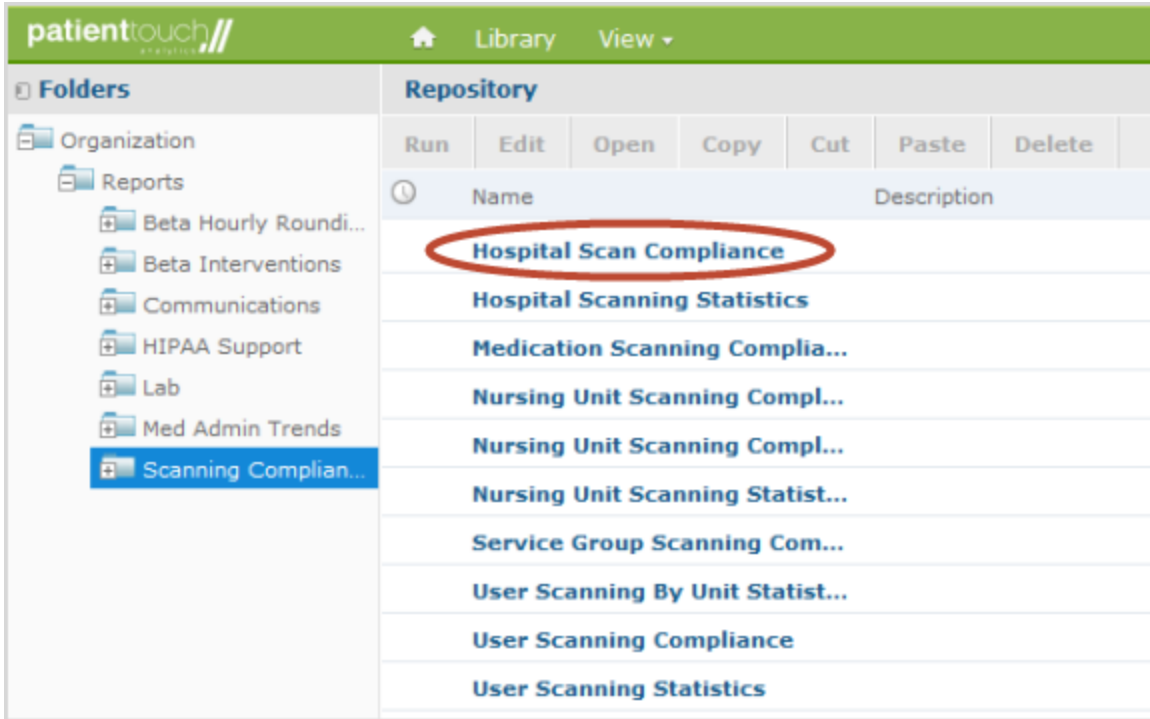 patienttouch analytics Library View
Folders
Organization
Reports
Beta Hourly Roundi...
Beta Interventions
Communications
HIPAA Support
Lab
Med Admin Trends
Scanning Complian...
Repository
Run Edit Open Copy Cut Paste Delete
Name Description
Hospital Scan Compliance
Hospital Scanning Statistics
Medication Scanning Complia...
Nursing Unit Scanning Compl...
Nursing Unit Scanning Compl...
Nursing Unit Scanning Statist...
Service Group Scanning Com...
User Scanning By Unit Statist...
User Scanning Compliance
User Scanning Statistics